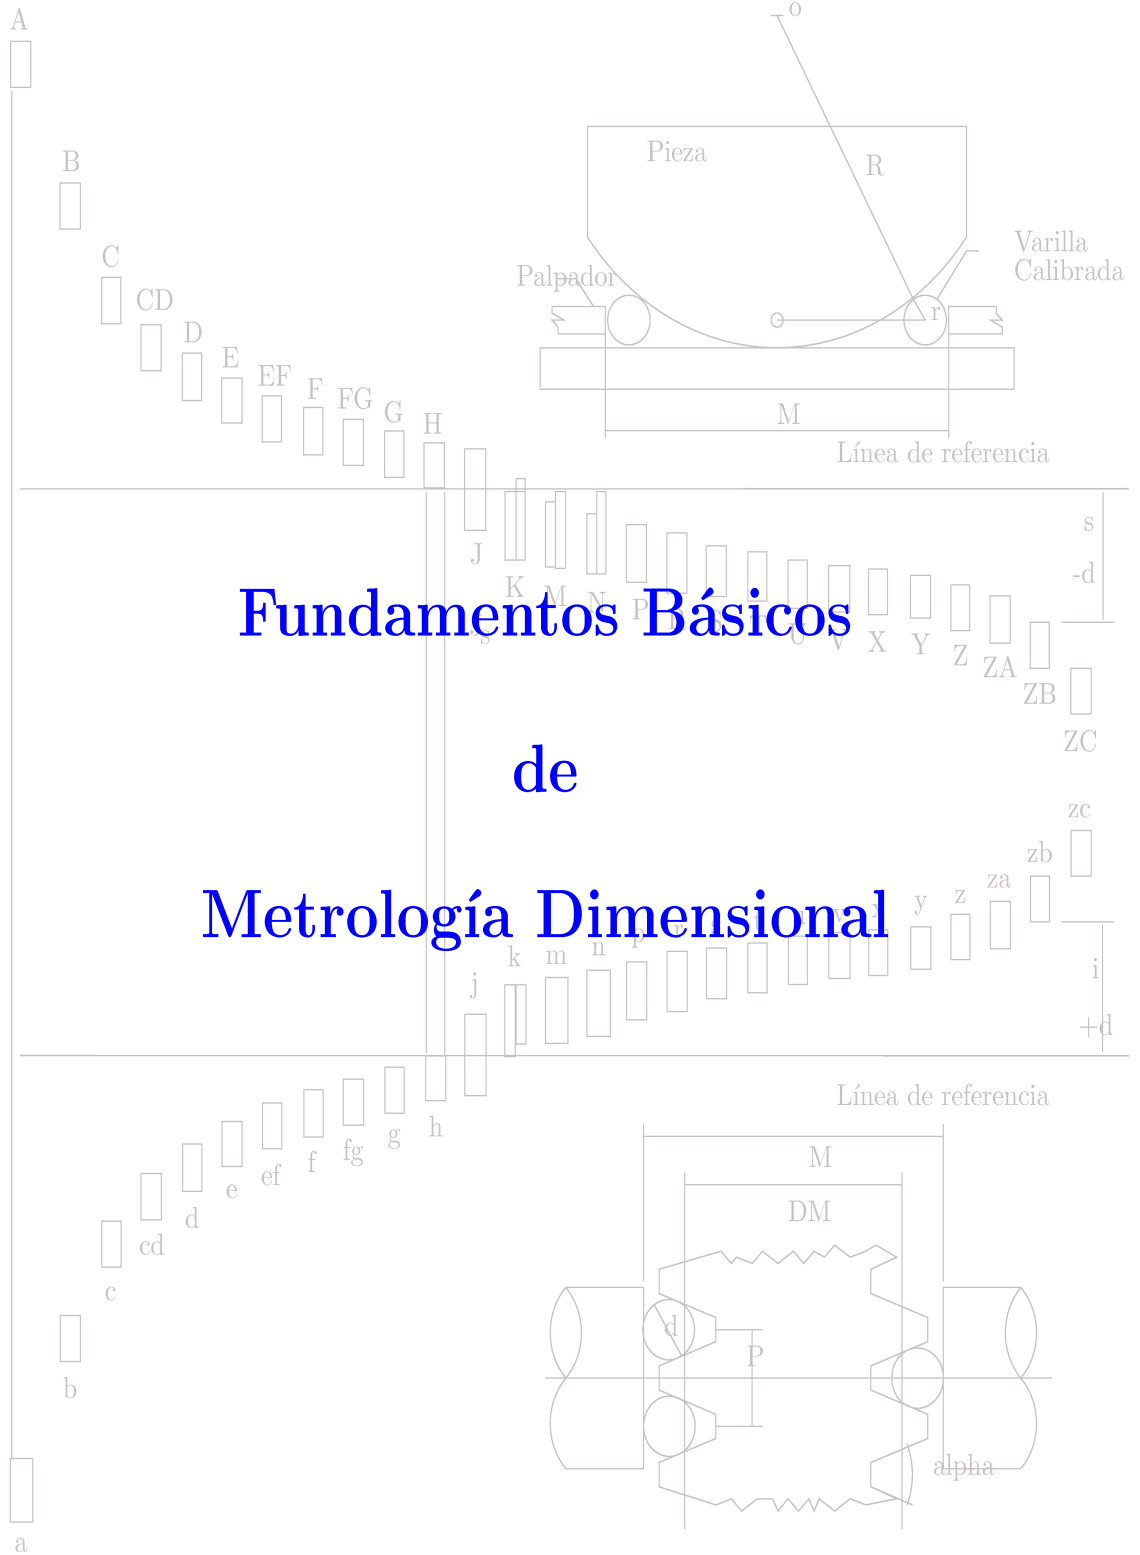 A
o
B
Pieza
R
C
Varilla
Calibrada
Palpador
CD
r
D
E
EF
F
FG
G
H
M
Línea de referencia
s
J
-d
K
M
N
P
Fundamentos Básicos
U
V
X
Y
Z
ZA
ZB
ZC
de
zc
zb
za
z
y
Metrología Dimensional
k
m
n
p
r
v
x
j
i
+d
Línea de referencia
h
g
fg
f
ef
e
d
cd
c
b
a
M
DM
d
P
alpha